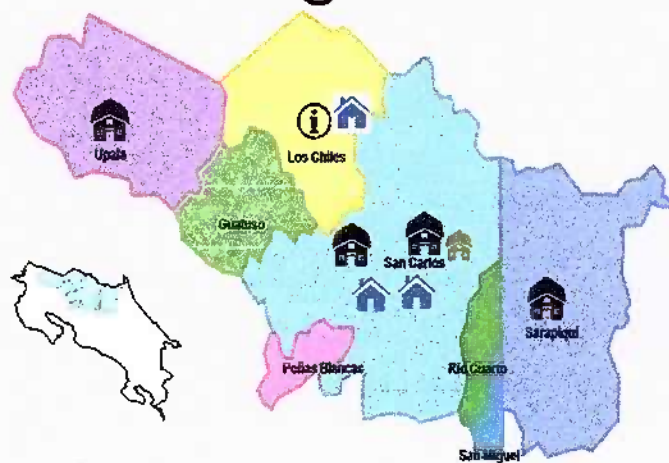 Upala
Los Chiles
Guatuso
San Carlos
Sarapiquí
Peñas Blancas
Río Cuarto
San Miguel